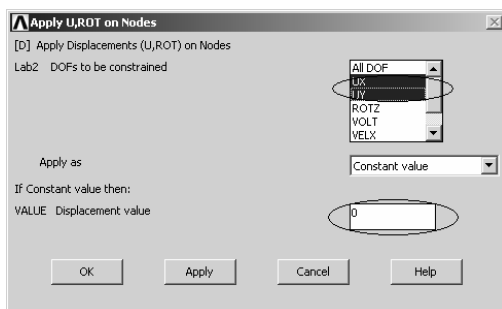 Apply U,ROT on Nodes
[D] Apply Displacements (U,ROT) on Nodes
Lab2 DOFs to be constrained
All DOF
UX
UY
ROTZ
VOLT
VELX
Apply as
Constant value
If Constant value then:
VALUE Displacement value
0
OK Apply Cancel Help